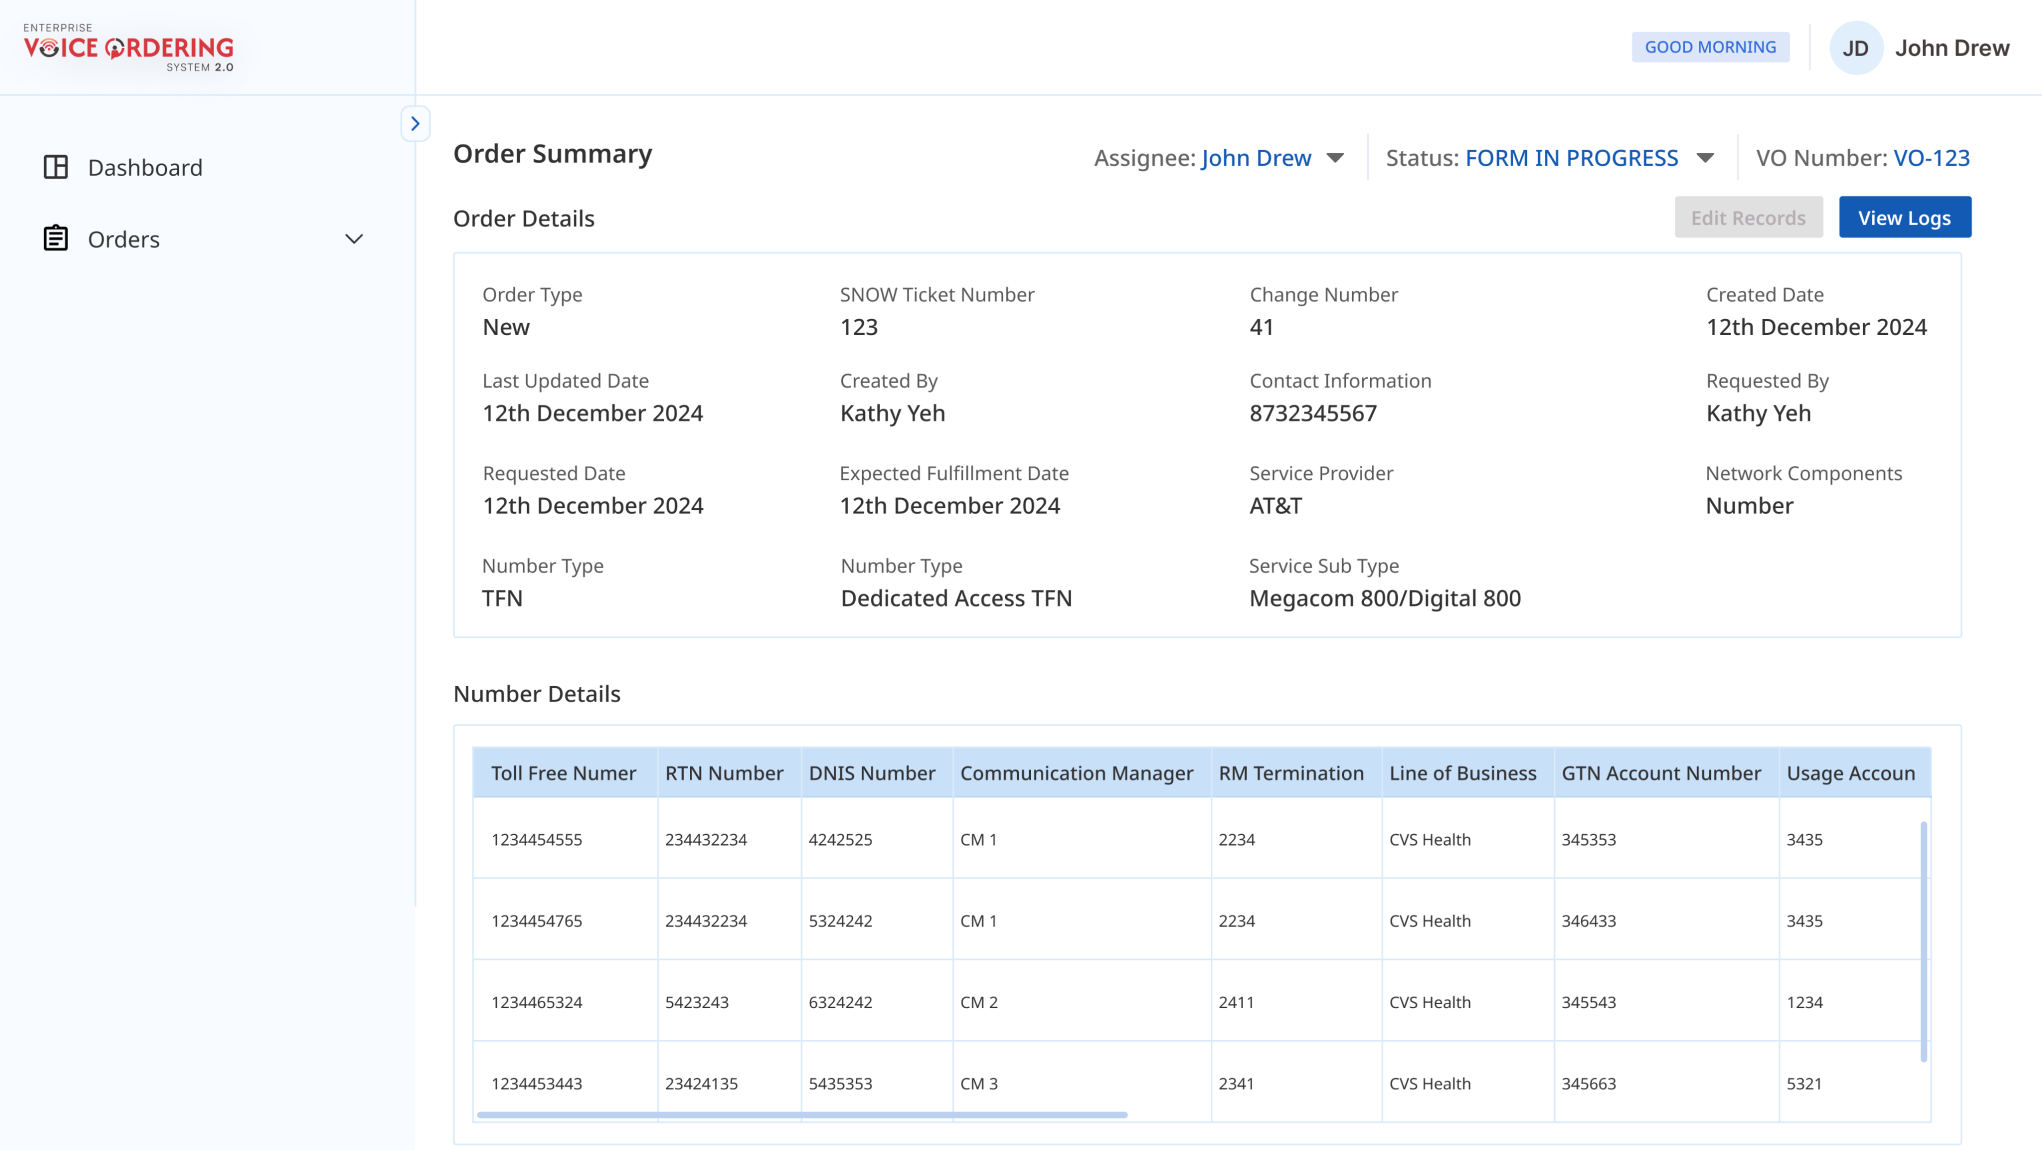 ENTERPRISE
VOICE ORDERING
SYSTEM 2.0
GOOD MORNING
JD
John Drew
Dashboard
Orders
Order Summary
Assignee: John Drew
Status: FORM IN PROGRESS
VO Number: VO-123
Order Details
Edit Records
View Logs
Order Type
New
SNOW Ticket Number
123
Change Number
41
Created Date
12th December 2024
Last Updated Date
12th December 2024
Created By
Kathy Yeh
Contact Information
8732345567
Requested By
Kathy Yeh
Requested Date
12th December 2024
Expected Fulfillment Date
12th December 2024
Service Provider
AT&T
Network Components
Number
Number Type
TFN
Number Type
Dedicated Access TFN
Service Sub Type
Megacom 800/Digital 800
Number Details
Toll Free Numer RTN Number DNIS Number Communication Manager RM Termination Line of Business GTN Account Number Usage Accoun
1234454555 234432234 4242525 CM 1 2234 CVS Health 345353 3435
1234454765 234432234 5324242 CM 1 2234 CVS Health 346433 3435
1234465324 5423243 6324242 CM 2 2411 CVS Health 345543 1234
1234453443 23424135 5435353 CM 3 2341 CVS Health 345663 5321